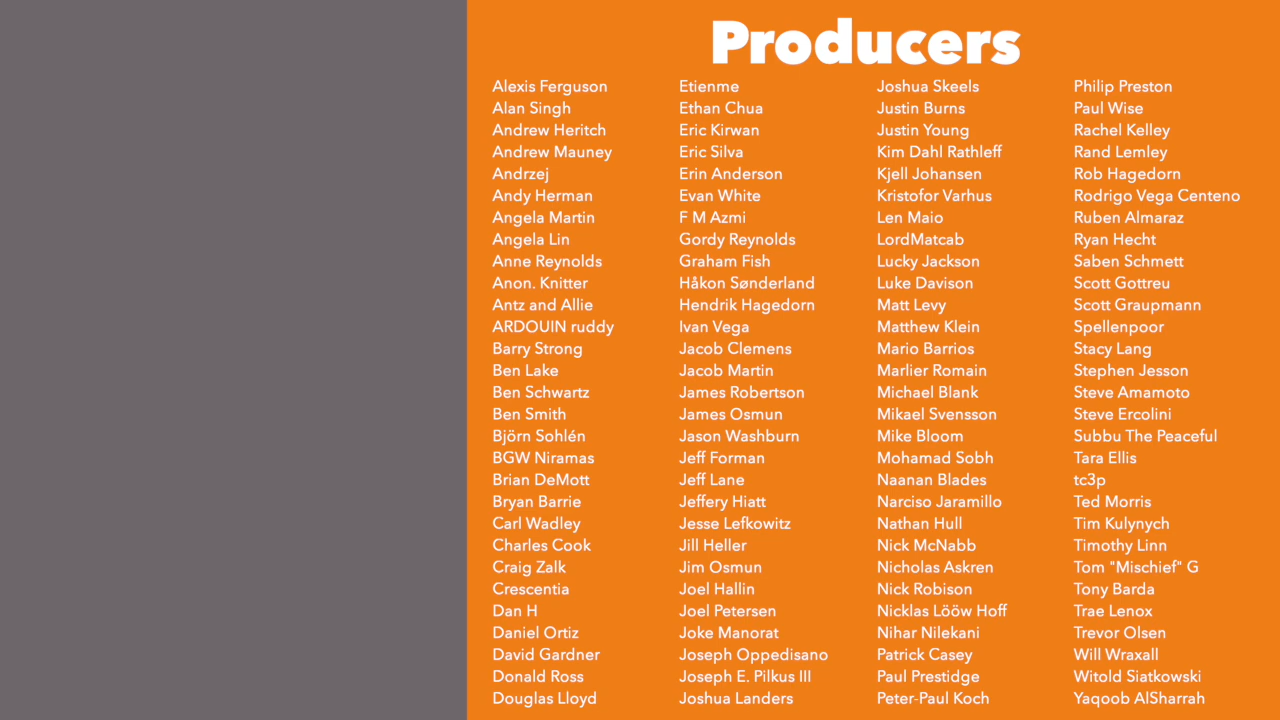 Producers
Alexis Ferguson
Alan Singh
Andrew Heritch
Andrew Mauney
Andrzej
Andy Herman
Angela Martin
Angela Lin
Anne Reynolds
Anon. Knitter
Antz and Allie
ARDOUIN ruddy
Barry Strong
Ben Lake
Ben Schwartz
Ben Smith
Björn Sohlén
BGW Niramas
Brian DeMott
Bryan Barrie
Carl Wadley
Charles Cook
Craig Zalk
Crescentia
Dan H
Daniel Ortiz
David Gardner
Donald Ross
Douglas Lloyd
Etienme
Ethan Chua
Eric Kirwan
Eric Silva
Erin Anderson
Evan White
F M Azmi
Gordy Reynolds
Graham Fish
Håkon Sønderland
Hendrik Hagedorn
Ivan Vega
Jacob Clemens
Jacob Martin
James Robertson
James Osmun
Jason Washburn
Jeff Forman
Jeff Lane
Jeffery Hiatt
Jesse Lefkowitz
Jill Heller
Jim Osmun
Joel Hallin
Joel Petersen
Joke Manorat
Joseph Oppedisano
Joseph E. Pilkus III
Joshua Landers
Joshua Skeels
Justin Burns
Justin Young
Kim Dahl Rathleff
Kjell Johansen
Kristofor Varhus
Len Maio
LordMatcab
Lucky Jackson
Luke Davison
Matt Levy
Matthew Klein
Mario Barrios
Marlier Romain
Michael Blank
Mikael Svensson
Mike Bloom
Mohamad Sobh
Naanan Blades
Narciso Jaramillo
Nathan Hull
Nick McNabb
Nicholas Askren
Nick Robison
Nicklas Lööw Hoff
Nihar Nilekani
Patrick Casey
Paul Prestidge
Peter-Paul Koch
Philip Preston
Paul Wise
Rachel Kelley
Rand Lemley
Rob Hagedorn
Rodrigo Vega Centeno
Ruben Almaraz
Ryan Hecht
Saben Schmett
Scott Gottreu
Scott Graupmann
Spellenpoor
Stacy Lang
Stephen Jesson
Steve Amamoto
Steve Ercolini
Subbu The Peaceful
Tara Ellis
tc3p
Ted Morris
Tim Kulynych
Timothy Linn
Tom "Mischief" G
Tony Barda
Trae Lenox
Trevor Olsen
Will Wraxall
Witold Siatkowski
Yaqoob AlSharrah